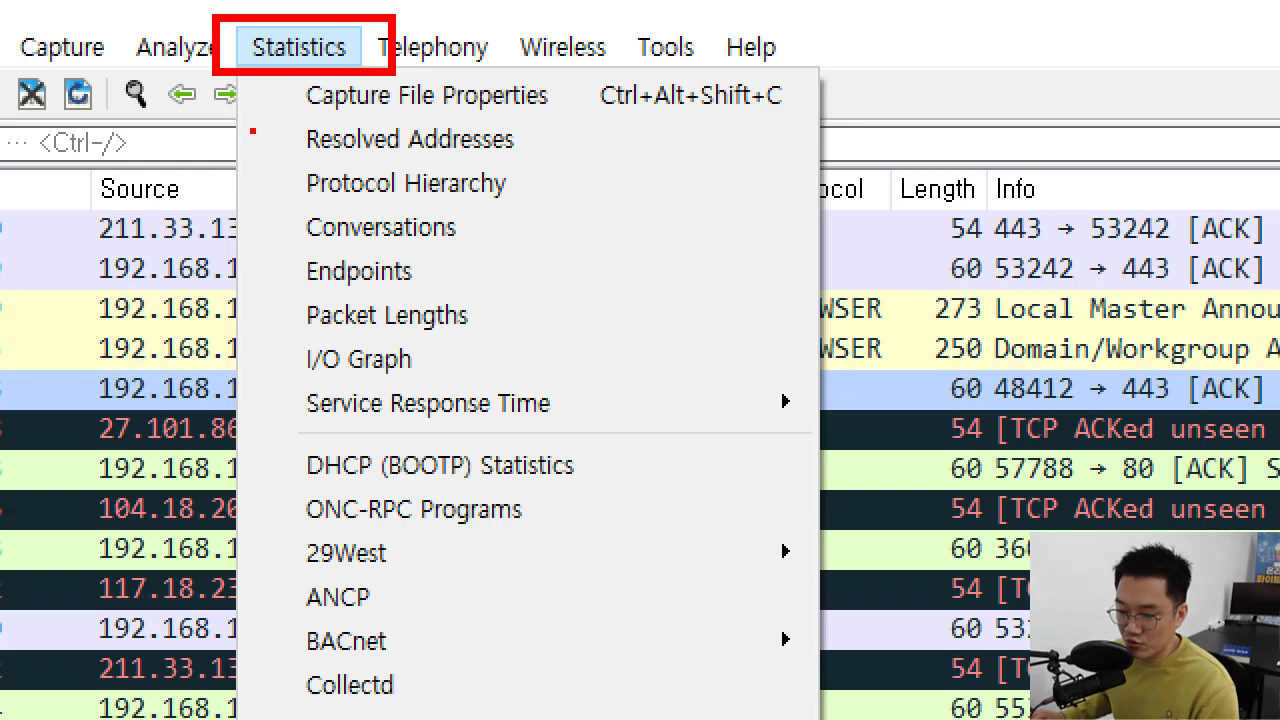 Capture Analyze Statistics Telephony Wireless Tools Help
Capture File Properties Ctrl+Alt+Shift+C
··· <Ctrl-/>
Resolved Addresses
Protocol Hierarchy
Conversations
Endpoints
Packet Lengths
I/O Graph
Service Response Time
DHCP (BOOTP) Statistics
ONC-RPC Programs
29West
ANCP
BACnet
Collectd
Source ocol Length Info
211.33.13 54 443 → 53242 [ACK]
192.168.1 60 53242 → 443 [ACK]
192.168.1 WSER 273 Local Master Annou
192.168.1 WSER 250 Domain/Workgroup A
192.168.1 60 48412 → 443 [ACK]
27.101.86 54 [TCP ACKed unseen
192.168.1 60 57788 → 80 [ACK] S
104.18.20 54 [TCP ACKed unseen
192.168.1 60 360
117.18.23 54 [TC
192.168.1 60 532
211.33.13 54 [TC
192.168.1 60 55